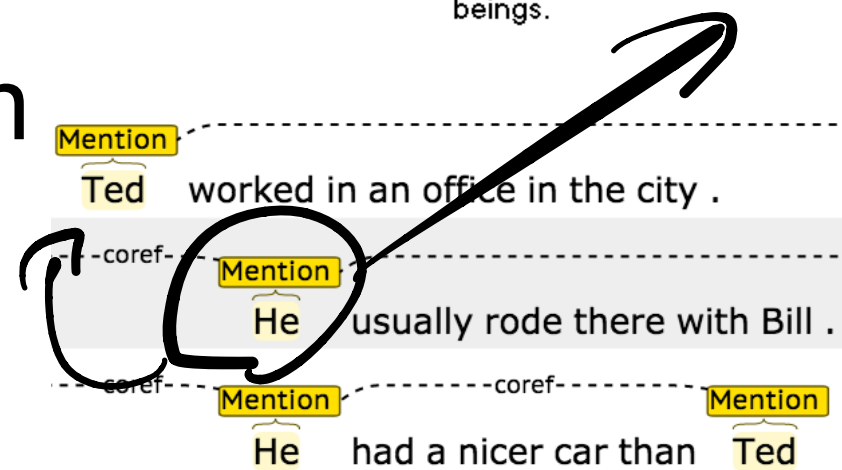 beings.
n
Mention
Ted worked in an office in the city .
coref
Mention
He usually rode there with Bill .
coref coref
Mention Mention
He had a nicer car than Ted